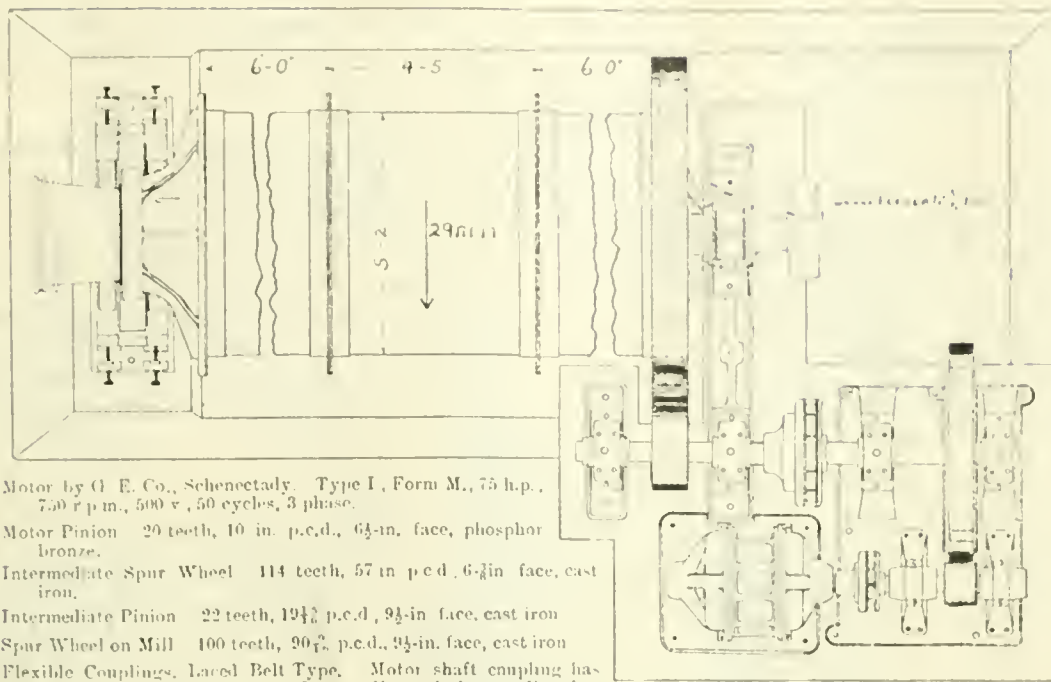 6-0"
4-5
6-0"
5-2
29 min
Motor by G. E. Co., Schenectady. Type I, Form M., 75 h.p.,
750 r p m., 500 v, 50 cycles, 3 phase.
Motor Pinion 20 teeth, 10 in. p.c.d., 6½-in. face, phosphor
bronze.
Intermediate Spur Wheel 114 teeth, 57 in p c d, in face, cast
iron.
Intermediate Pinion 22 teeth, p.c.d, 9½-in face, cast iron
Spur Wheel on Mill 100 teeth, p.c.d., 9½-in. face, cast iron
Flexible Couplings, Laced Belt Type. Motor shaft coupling has